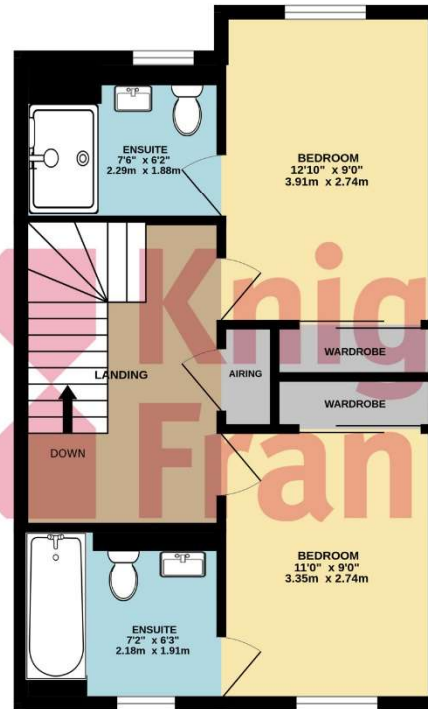 ENSUITE
7'6" x 6'2"
2.29m x 1.88m
BEDROOM
12'10" x 9'0"
3.91m x 2.74m
Knig
WARDROBE
LANDING
AIRING
WARDROBE
DOWN
Fran
BEDROOM
11'0" x 9'0"
3.35m x 2.74m
ENSUITE
7'2" x 6'3"
2.18m x 1.91m